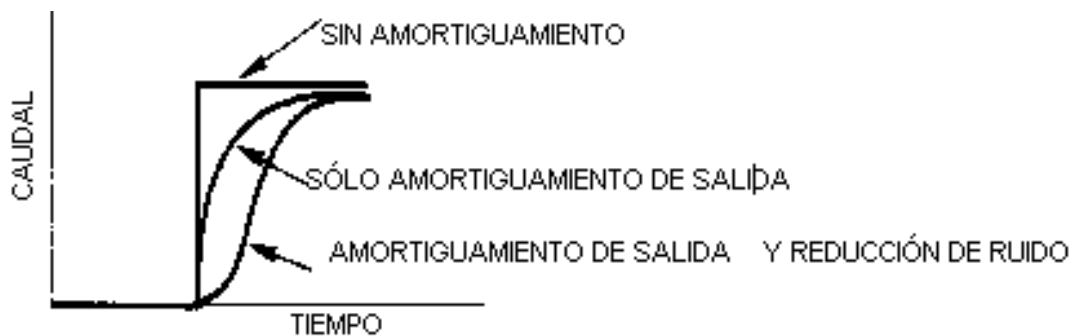 SIN AMORTIGUAMIENTO
CAUDAL
SÓLO AMORTIGUAMIENTO DE SALIDA
AMORTIGUAMIENTO DE SALIDA Y REDUCCIÓN DE RUIDO
TIEMPO